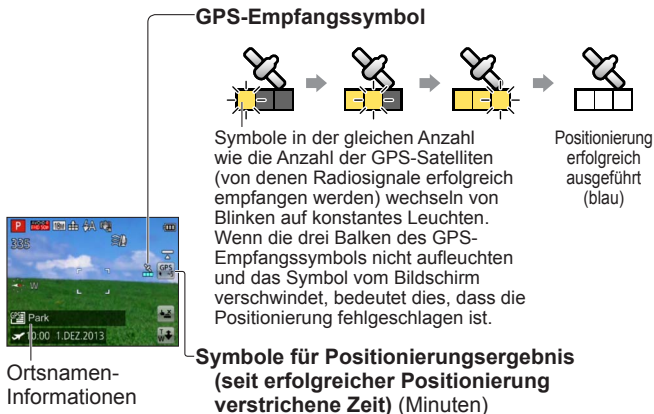 GPS-Empfangssymbol
Symbole in der gleichen Anzahl
wie die Anzahl der GPS-Satelliten
(von denen Radiosignale erfolgreich
empfangen werden) wechseln von
Blinken auf konstantes Leuchten.
Wenn die drei Balken des GPS-
Empfangssymbols nicht aufleuchten
und das Symbol vom Bildschirm
verschwindet, bedeutet dies, dass die
Positionierung fehlgeschlagen ist.
Positionierung
erfolgreich
ausgeführt
(blau)
P
335
GPS
W
Park
10:00 1.DEZ.2013
Ortsnamen-
Informationen
Symbole für Positionierungsergebnis
(seit erfolgreicher Positionierung
verstrichene Zeit) (Minuten)